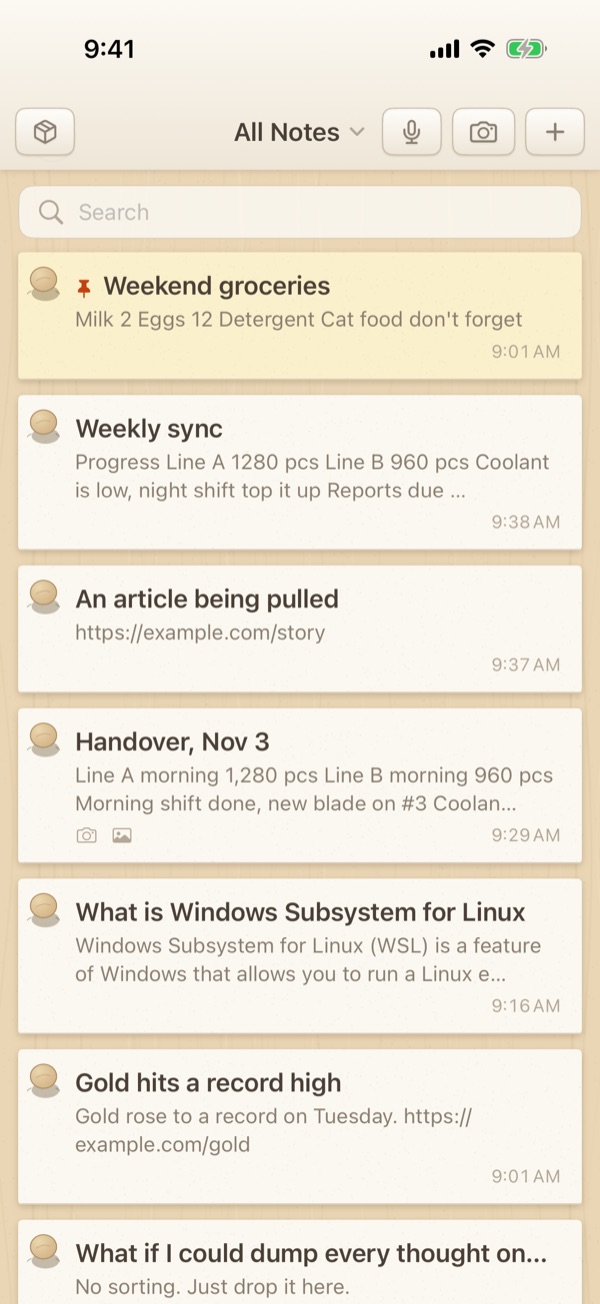 9:41
All Notes
Search
Weekend groceries
Milk 2 Eggs 12 Detergent Cat food don't forget
9:01 AM
Weekly sync
Progress Line A 1280 pcs Line B 960 pcs Coolant
is low, night shift top it up Reports due ...
9:38 AM
An article being pulled
https://example.com/story
9:37 AM
Handover, Nov 3
Line A morning 1,280 pcs Line B morning 960 pcs
Morning shift done, new blade on #3 Coolan...
9:29 AM
What is Windows Subsystem for Linux
Windows Subsystem for Linux (WSL) is a feature
of Windows that allows you to run a Linux e...
9:16 AM
Gold hits a record high
Gold rose to a record on Tuesday. https://
example.com/gold
9:01 AM
What if I could dump every thought on...
No sorting. Just drop it here.